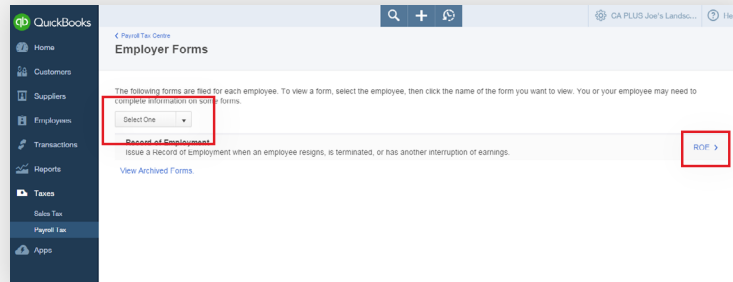 qb QuickBooks
CA PLUS Joe's Landsc...
? He
Home
Customers
Suppliers
Employees
Transactions
Reports
Taxes
Sales Tax
Payroll Tax
Apps
Payroll Tax Centre
Employer Forms
The following forms are filed for each employee. To view a form, select the employee, then click the name of the form you want to view. You or your employee may need to
complete information on some forms.
Select One
Record of Employment
Issue a Record of Employment when an employee resigns, is terminated, or has another interruption of earnings.
ROE >
View Archived Forms.